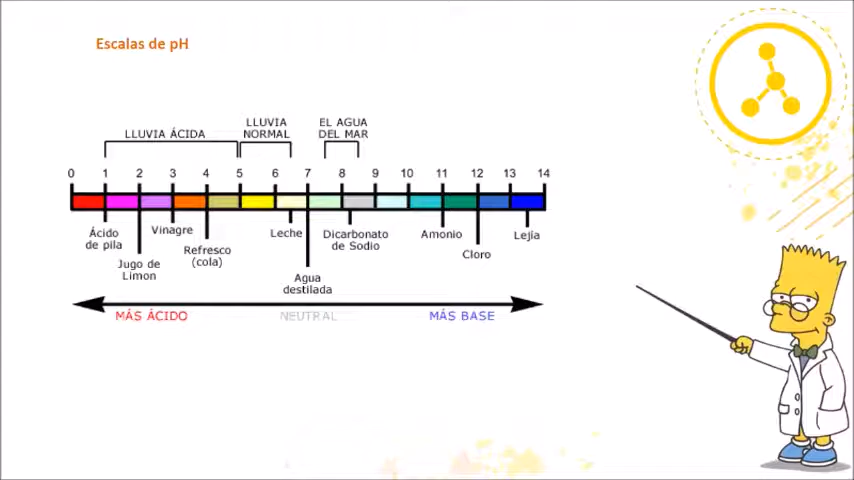 Escalas de pH
LLUVIA ÁCIDA
LLUVIA
NORMAL
EL AGUA
DEL MAR
0 1 2 3 4 5 6 7 8 9 10 11 12 13 14
Ácido
de pila
Jugo de
Limon
Vinagre
Refresco
(cola)
Leche
Agua
destilada
Dicarbonato
de Sodio
Amonio
Cloro
Lejía
MÁS ÁCIDO
NEUTRAL
MÁS BASE